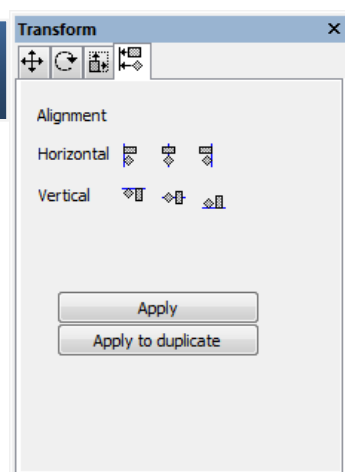 Transform
Alignment
Horizontal
Vertical
Apply
Apply to duplicate